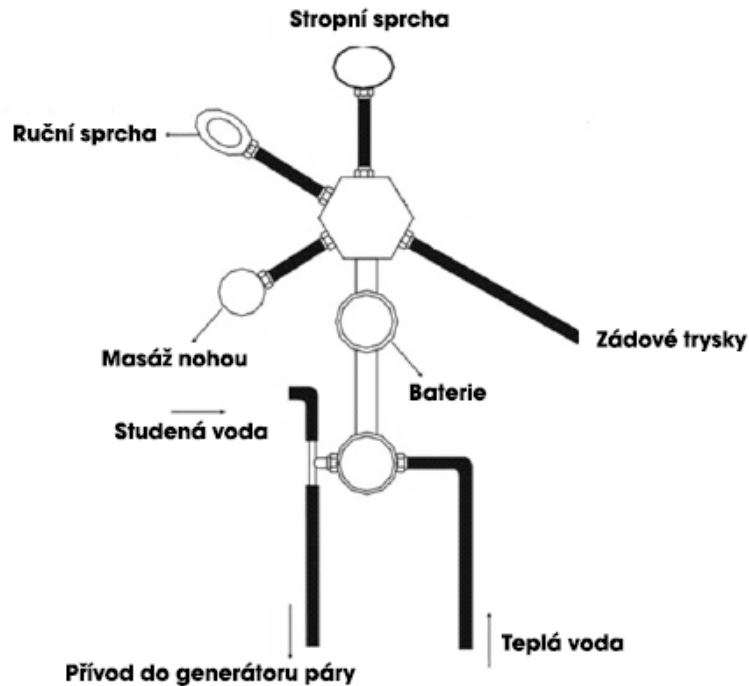 Stropní sprcha
Ruční sprcha
Masáž nohou
Zádové trysky
Baterie
Studená voda
Teplá voda
Přívod do generátoru páry